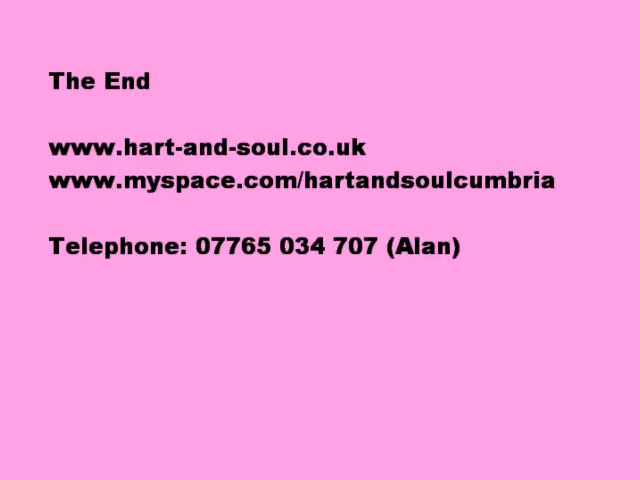 The End
www.hart-and-soul.co.uk
www.myspace.com/hartandsoulcumbria
Telephone: 07765 034 707 (Alan)